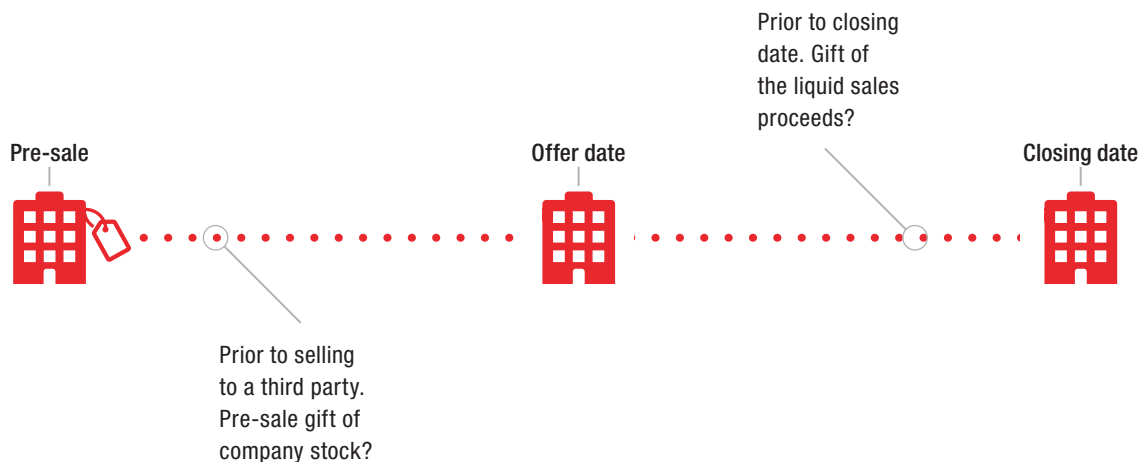 Prior to closing
date. Gift of
the liquid sales
proceeds?
Pre-sale
Offer date
Closing date
Prior to selling
to a third party.
Pre-sale gift of
company stock?